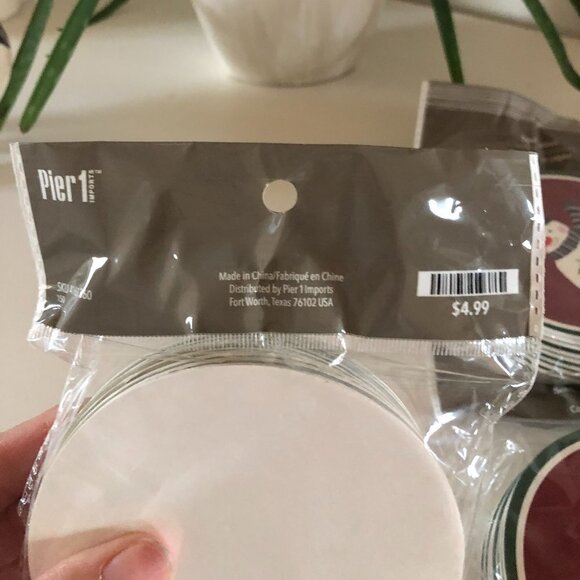 Pier 1
IMPORTS
Made in China/Fabriqué en Chine
Distributed by Pier 1 Imports
Fort Worth, Texas 76102 USA
$4.99
SKU